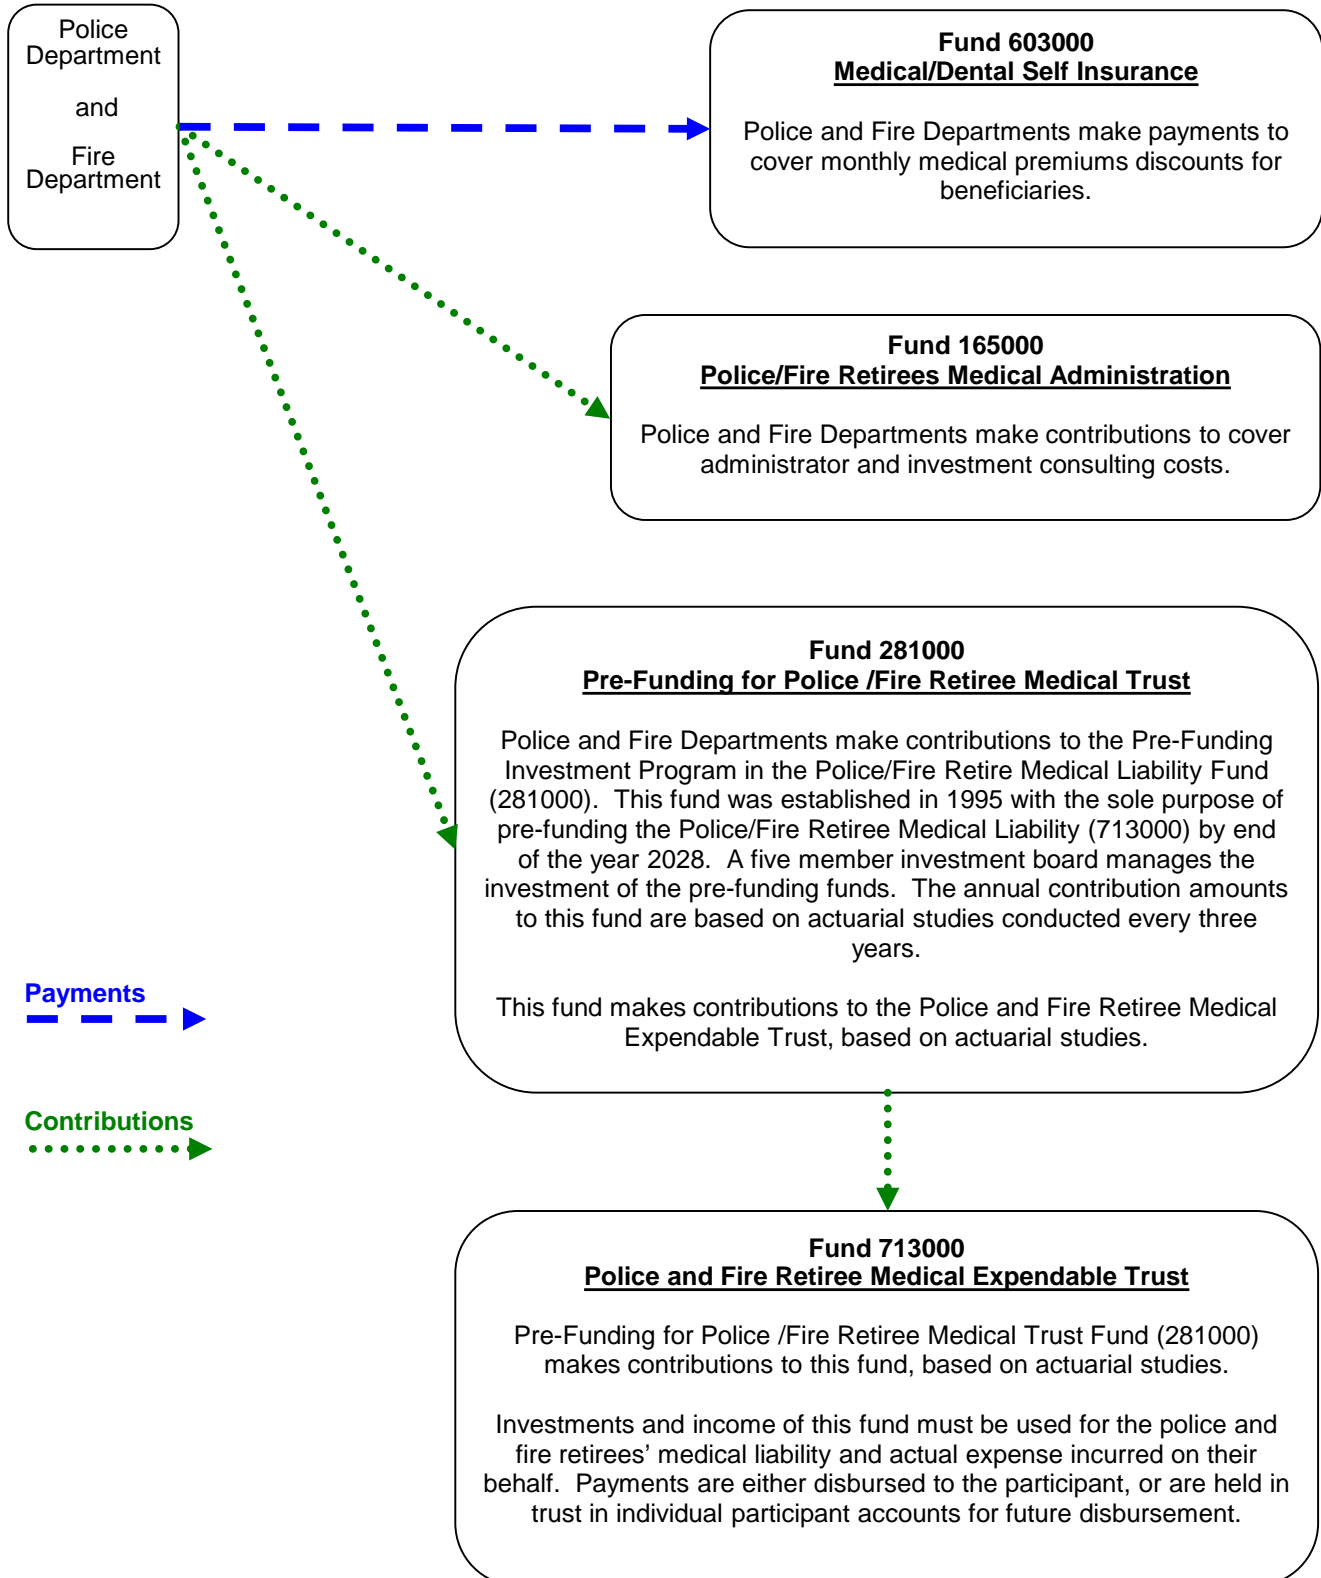 Police
Department
and
Fire
Department
Fund 603000
Medical/Dental Self Insurance
Police and Fire Departments make payments to
cover monthly medical premiums discounts for
beneficiaries.
Fund 165000
Police/Fire Retirees Medical Administration
Police and Fire Departments make contributions to cover
administrator and investment consulting costs.
Fund 281000
Pre-Funding for Police /Fire Retiree Medical Trust
Police and Fire Departments make contributions to the Pre-Funding
Investment Program in the Police/Fire Retire Medical Liability Fund
(281000).  This fund was established in 1995 with the sole purpose of
pre-funding the Police/Fire Retiree Medical Liability (713000) by end
of the year 2028.  A five member investment board manages the
investment of the pre-funding funds.  The annual contribution amounts
to this fund are based on actuarial studies conducted every three
years.
This fund makes contributions to the Police and Fire Retiree Medical
Expendable Trust, based on actuarial studies.
Payments
Contributions
Fund 713000
Police and Fire Retiree Medical Expendable Trust
Pre-Funding for Police /Fire Retiree Medical Trust Fund (281000)
makes contributions to this fund, based on actuarial studies.
Investments and income of this fund must be used for the police and
fire retirees’ medical liability and actual expense incurred on their
behalf.  Payments are either disbursed to the participant, or are held in
trust in individual participant accounts for future disbursement.